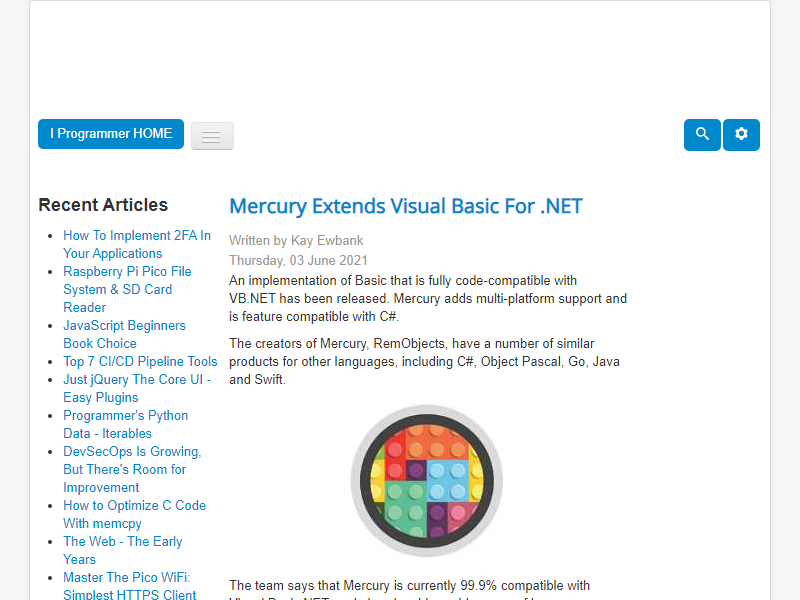 I Programmer HOME
Recent Articles
How To Implement 2FA In
Your Applications
Raspberry Pi Pico File
System & SD Card
Reader
JavaScript Beginners
Book Choice
Top 7 CI/CD Pipeline Tools
Just jQuery The Core UI -
Easy Plugins
Programmer's Python
Data - Iterables
DevSecOps Is Growing,
But There's Room for
Improvement
How to Optimize C Code
With memcpy
The Web - The Early
Years
Master The Pico WiFi:
Simplest HTTPS Client
Mercury Extends Visual Basic For .NET
Written by Kay Ewbank
Thursday, 03 June 2021
An implementation of Basic that is fully code-compatible with
VB.NET has been released. Mercury adds multi-platform support and
is feature compatible with C#.
The creators of Mercury, RemObjects, have a number of similar
products for other languages, including C#, Object Pascal, Go, Java
and Swift.
The team says that Mercury is currently 99.9% compatible with